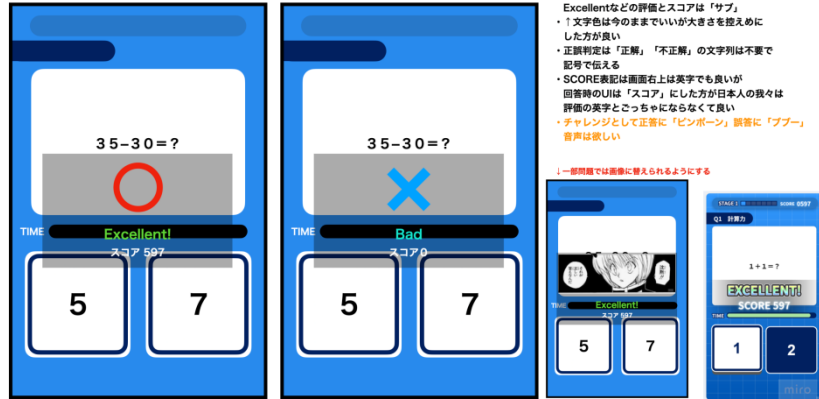 35−30=?
Excellent!
TIME
スコア 597
5
7
35−30=?
Bad
TIME
スコア 0
5
7
Excellentなどの評価とスコアは「サブ」
・↑文字色は今のままでいいが大きさを控えめに
した方が良い
・正誤判定は「正解」「不正解」の文字列は不要で
記号で伝える
・SCORE表記は画面右上は英字でも良いが
回答時のUIは「スコア」にした方が日本人の我々は
評価の英字とごっちゃにならなくて良い
・チャレンジとして正答に「ピンポーン」誤答に「ブブー」
音声は欲しい
↓一部問題では画像に替えられるようにする
TIME
Excellent!
スコア 597
5
7
STAGE 1
SCORE 0597
Q1 計算力
1+1=?
EXCELLENT!
SCORE 597
TIME
1
2
miro